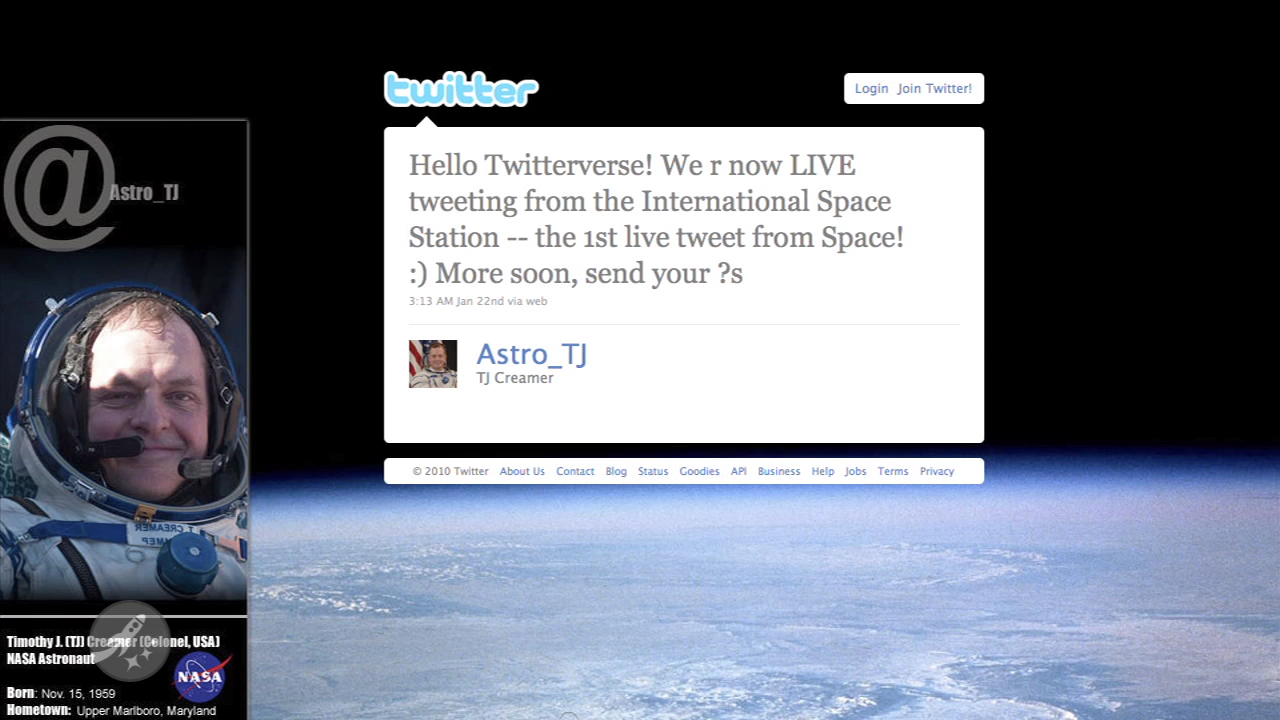 twitter
Login Join Twitter!
@Astro_TJ
Hello Twitterverse! We r now LIVE
tweeting from the International Space
Station -- the 1st live tweet from Space!
:) More soon, send your ?s
3:13 AM Jan 22nd via web
Astro_TJ
TJ Creamer
© 2010 Twitter About Us Contact Blog Status Goodies API Business Help Jobs Terms Privacy
T. CREAMER
Timothy J. (TJ) Creamer (Colonel, USA)
NASA Astronaut
NASA
Born: Nov. 15, 1959
Hometown: Upper Marlboro, Maryland